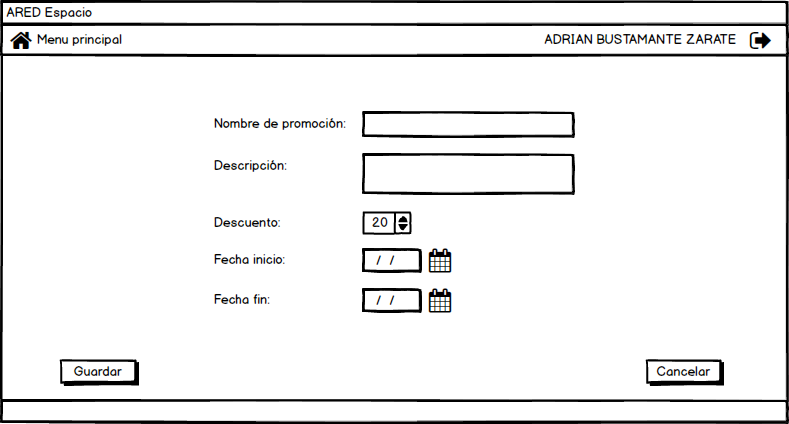 ARED Espacio
Menu principal ADRIAN BUSTAMANTE ZARATE
Nombre de promoción:
Descripción:
Descuento: 20
Fecha inicio: / /
Fecha fin: / /
Guardar Cancelar